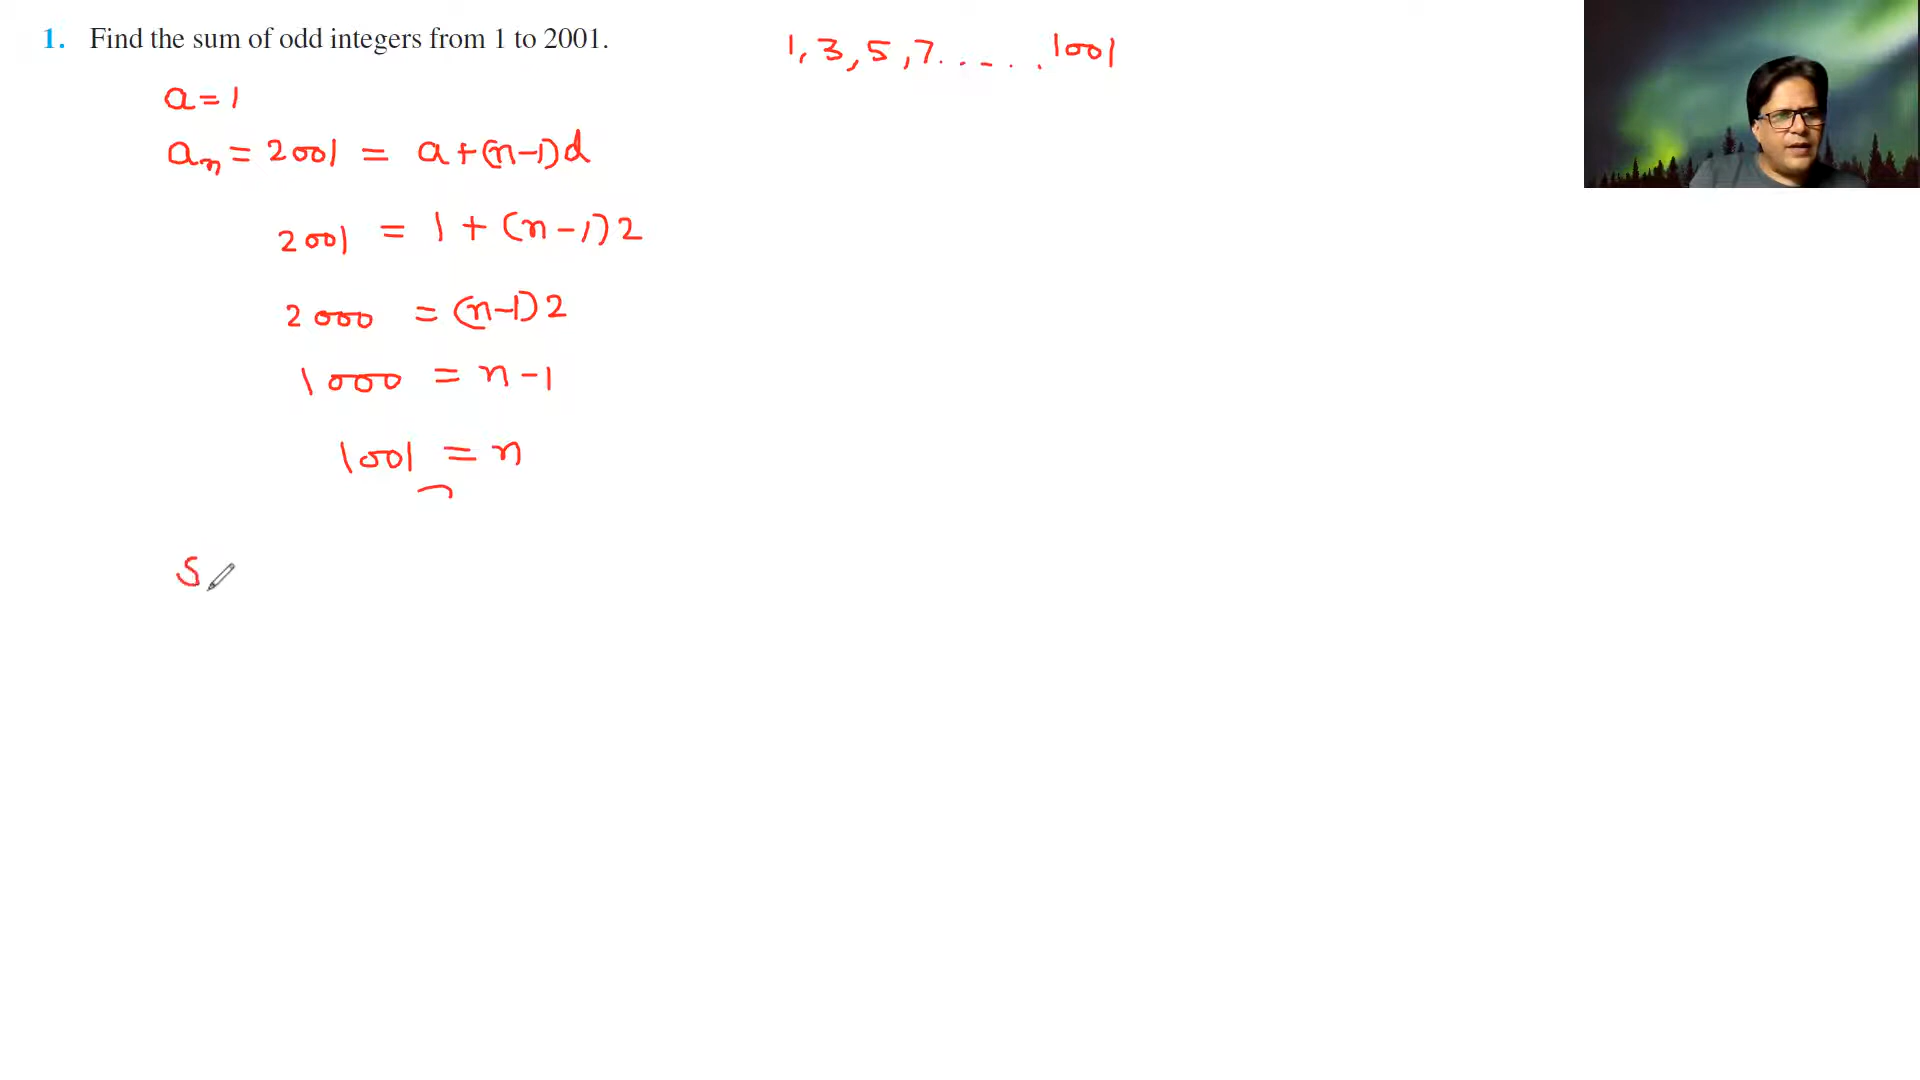 1. Find the sum of odd integers from 1 to 2001.
1, 3, 5, 7. . - . . 1001
a = 1
aₙ = 2001 = a + (n-1)d
2001 = 1 + (n-1)2
2000 = (n-1)2
1000 = n-1
1001 = n
S